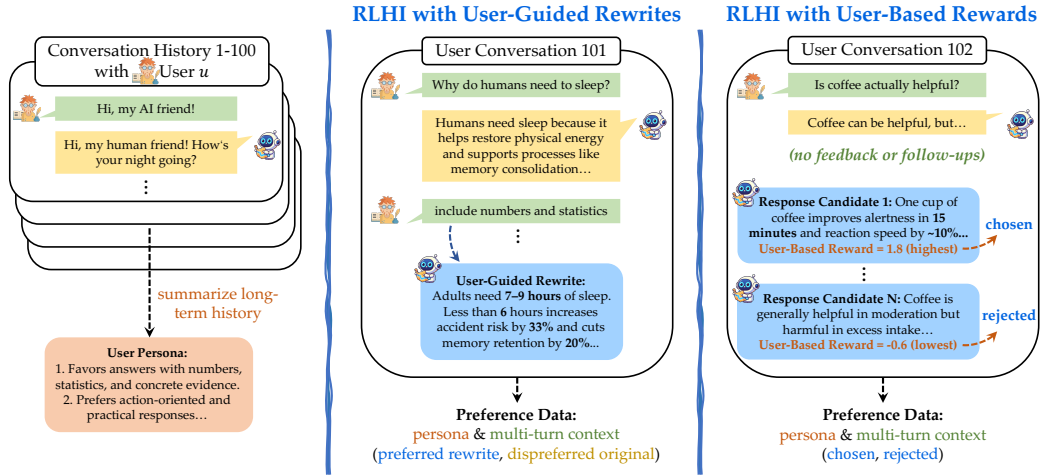 Conversation History 1-100
with User u
Hi, my AI friend!
Hi, my human friend! How's
your night going?
⋮
summarize long-
term history
User Persona:
1. Favors answers with numbers,
statistics, and concrete evidence.
2. Prefers action-oriented and
practical responses…
RLHI with User-Guided Rewrites
User Conversation 101
Why do humans need to sleep?
Humans need sleep because it
helps restore physical energy
and supports processes like
memory consolidation…
include numbers and statistics
⋮
User-Guided Rewrite:
Adults need 7–9 hours of sleep.
Less than 6 hours increases
accident risk by 33% and cuts
memory retention by 20%...
Preference Data:
persona & multi-turn context
(preferred rewrite, dispreferred original)
RLHI with User-Based Rewards
User Conversation 102
Is coffee actually helpful?
Coffee can be helpful, but…
(no feedback or follow-ups)
Response Candidate 1: One cup of
coffee improves alertness in 15
minutes and reaction speed by ~10%...
User-Based Reward = 1.8 (highest)
chosen
⋮
Response Candidate N: Coffee is
generally helpful in moderation but
harmful in excess intake…
User-Based Reward = -0.6 (lowest)
rejected
Preference Data:
persona & multi-turn context
(chosen, rejected)